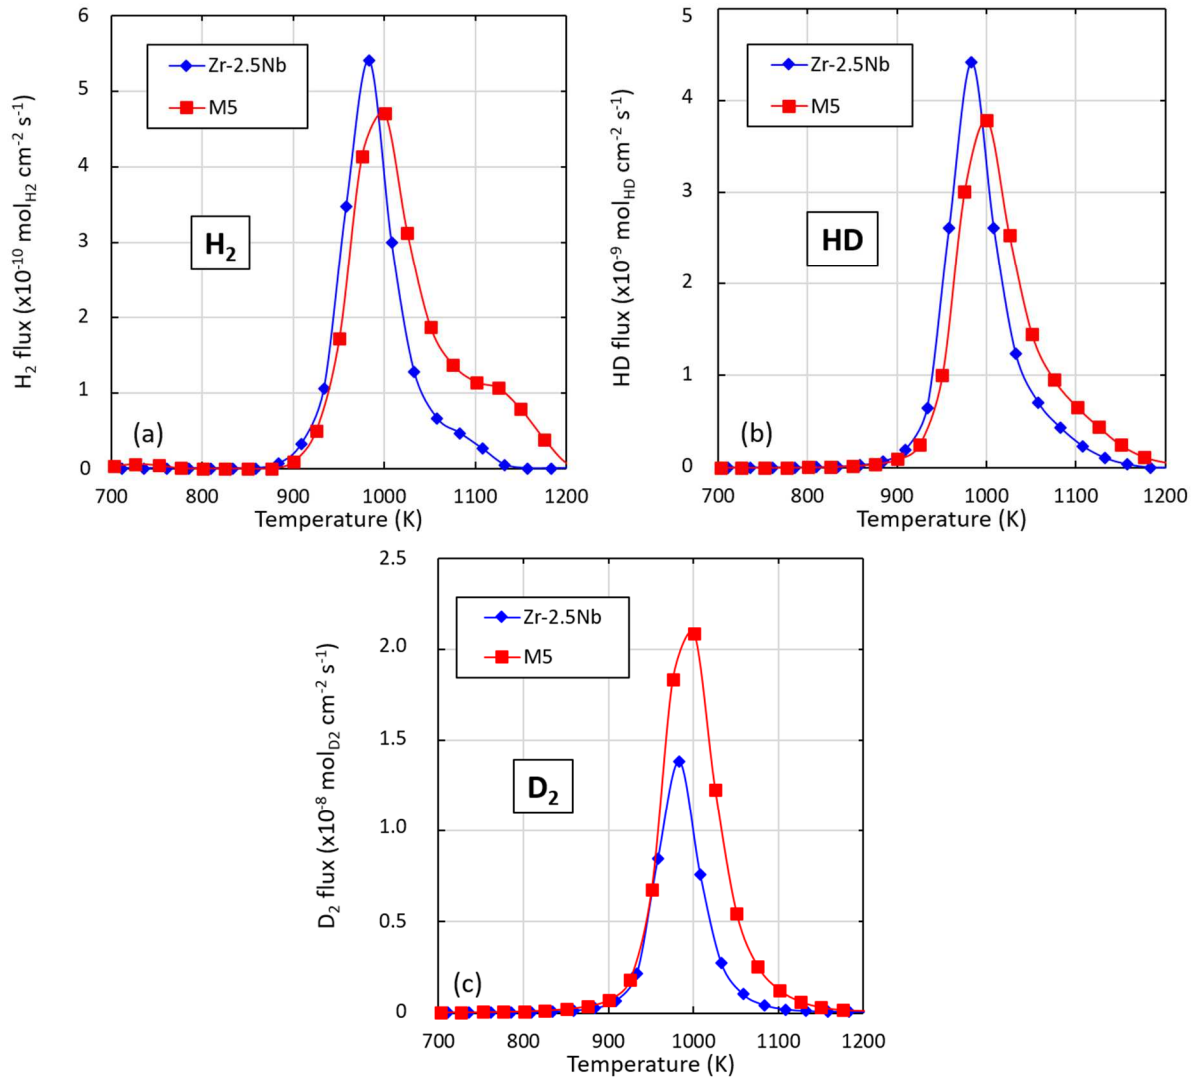 6
5
4
3
2
1
0
H2 flux (x10-10 molH2 cm-2 s-1)
Zr-2.5Nb
M5
H2
(a)
700 800 900 1000 1100 1200
Temperature (K)
5
4
3
2
1
0
HD flux (x10-9 molHD cm-2 s-1)
Zr-2.5Nb
M5
HD
(b)
700 800 900 1000 1100 1200
Temperature (K)
2.5
2.0
1.5
1.0
0.5
0
D2 flux (x10-8 molD2 cm-2 s-1)
Zr-2.5Nb
M5
D2
(c)
700 800 900 1000 1100 1200
Temperature (K)